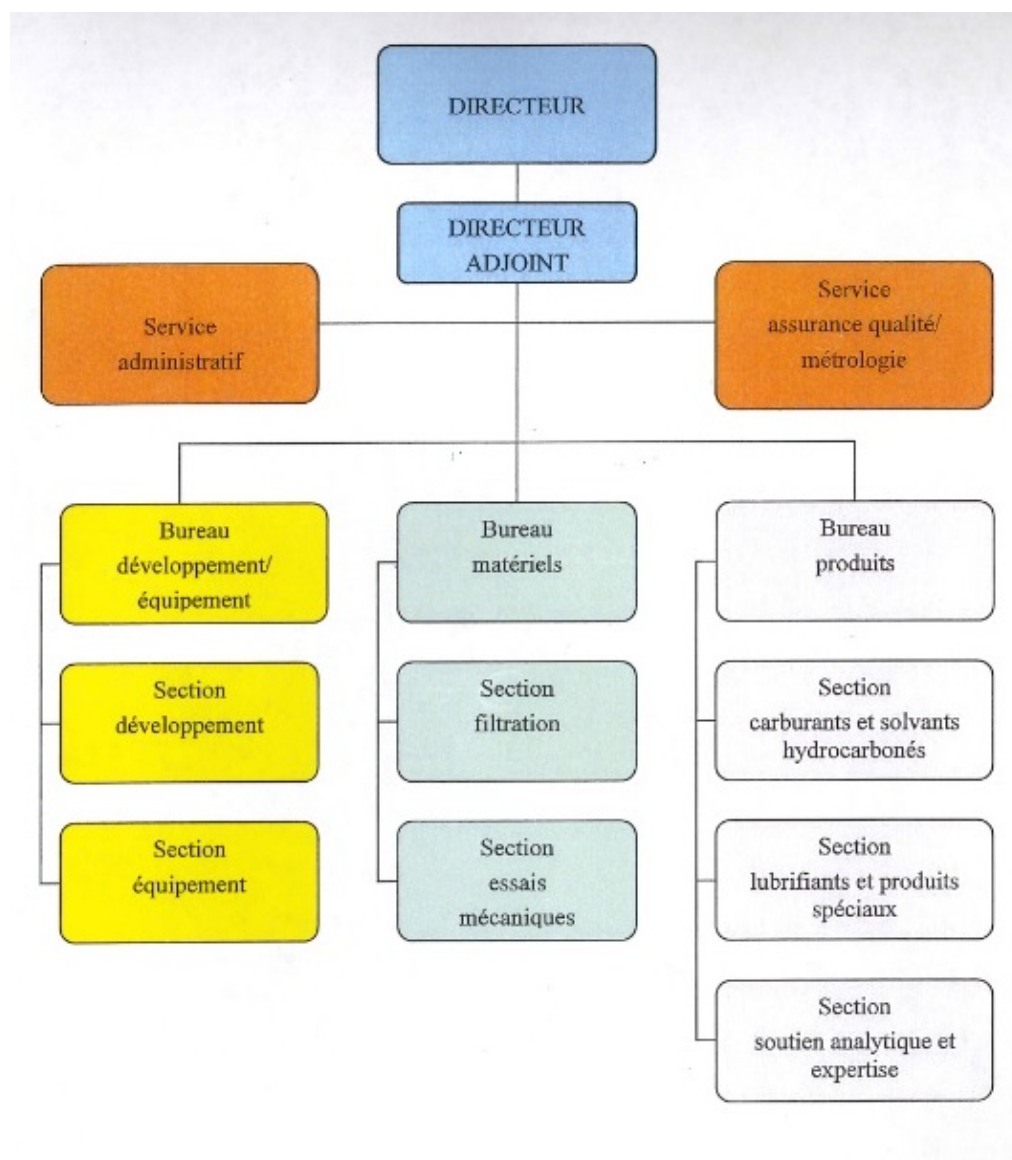 DIRECTEUR
DIRECTEUR
ADJOINT
Service
administratif
Service
assurance qualité/
métrologie
Bureau
développement/
équipement
Section
développement
Section
équipement
Bureau
matériels
Section
filtration
Section
essais
mécaniques
Bureau
produits
Section
carburants et solvants
hydrocarbonés
Section
lubrifiants et produits
spéciaux
Section
soutien analytique et
expertise